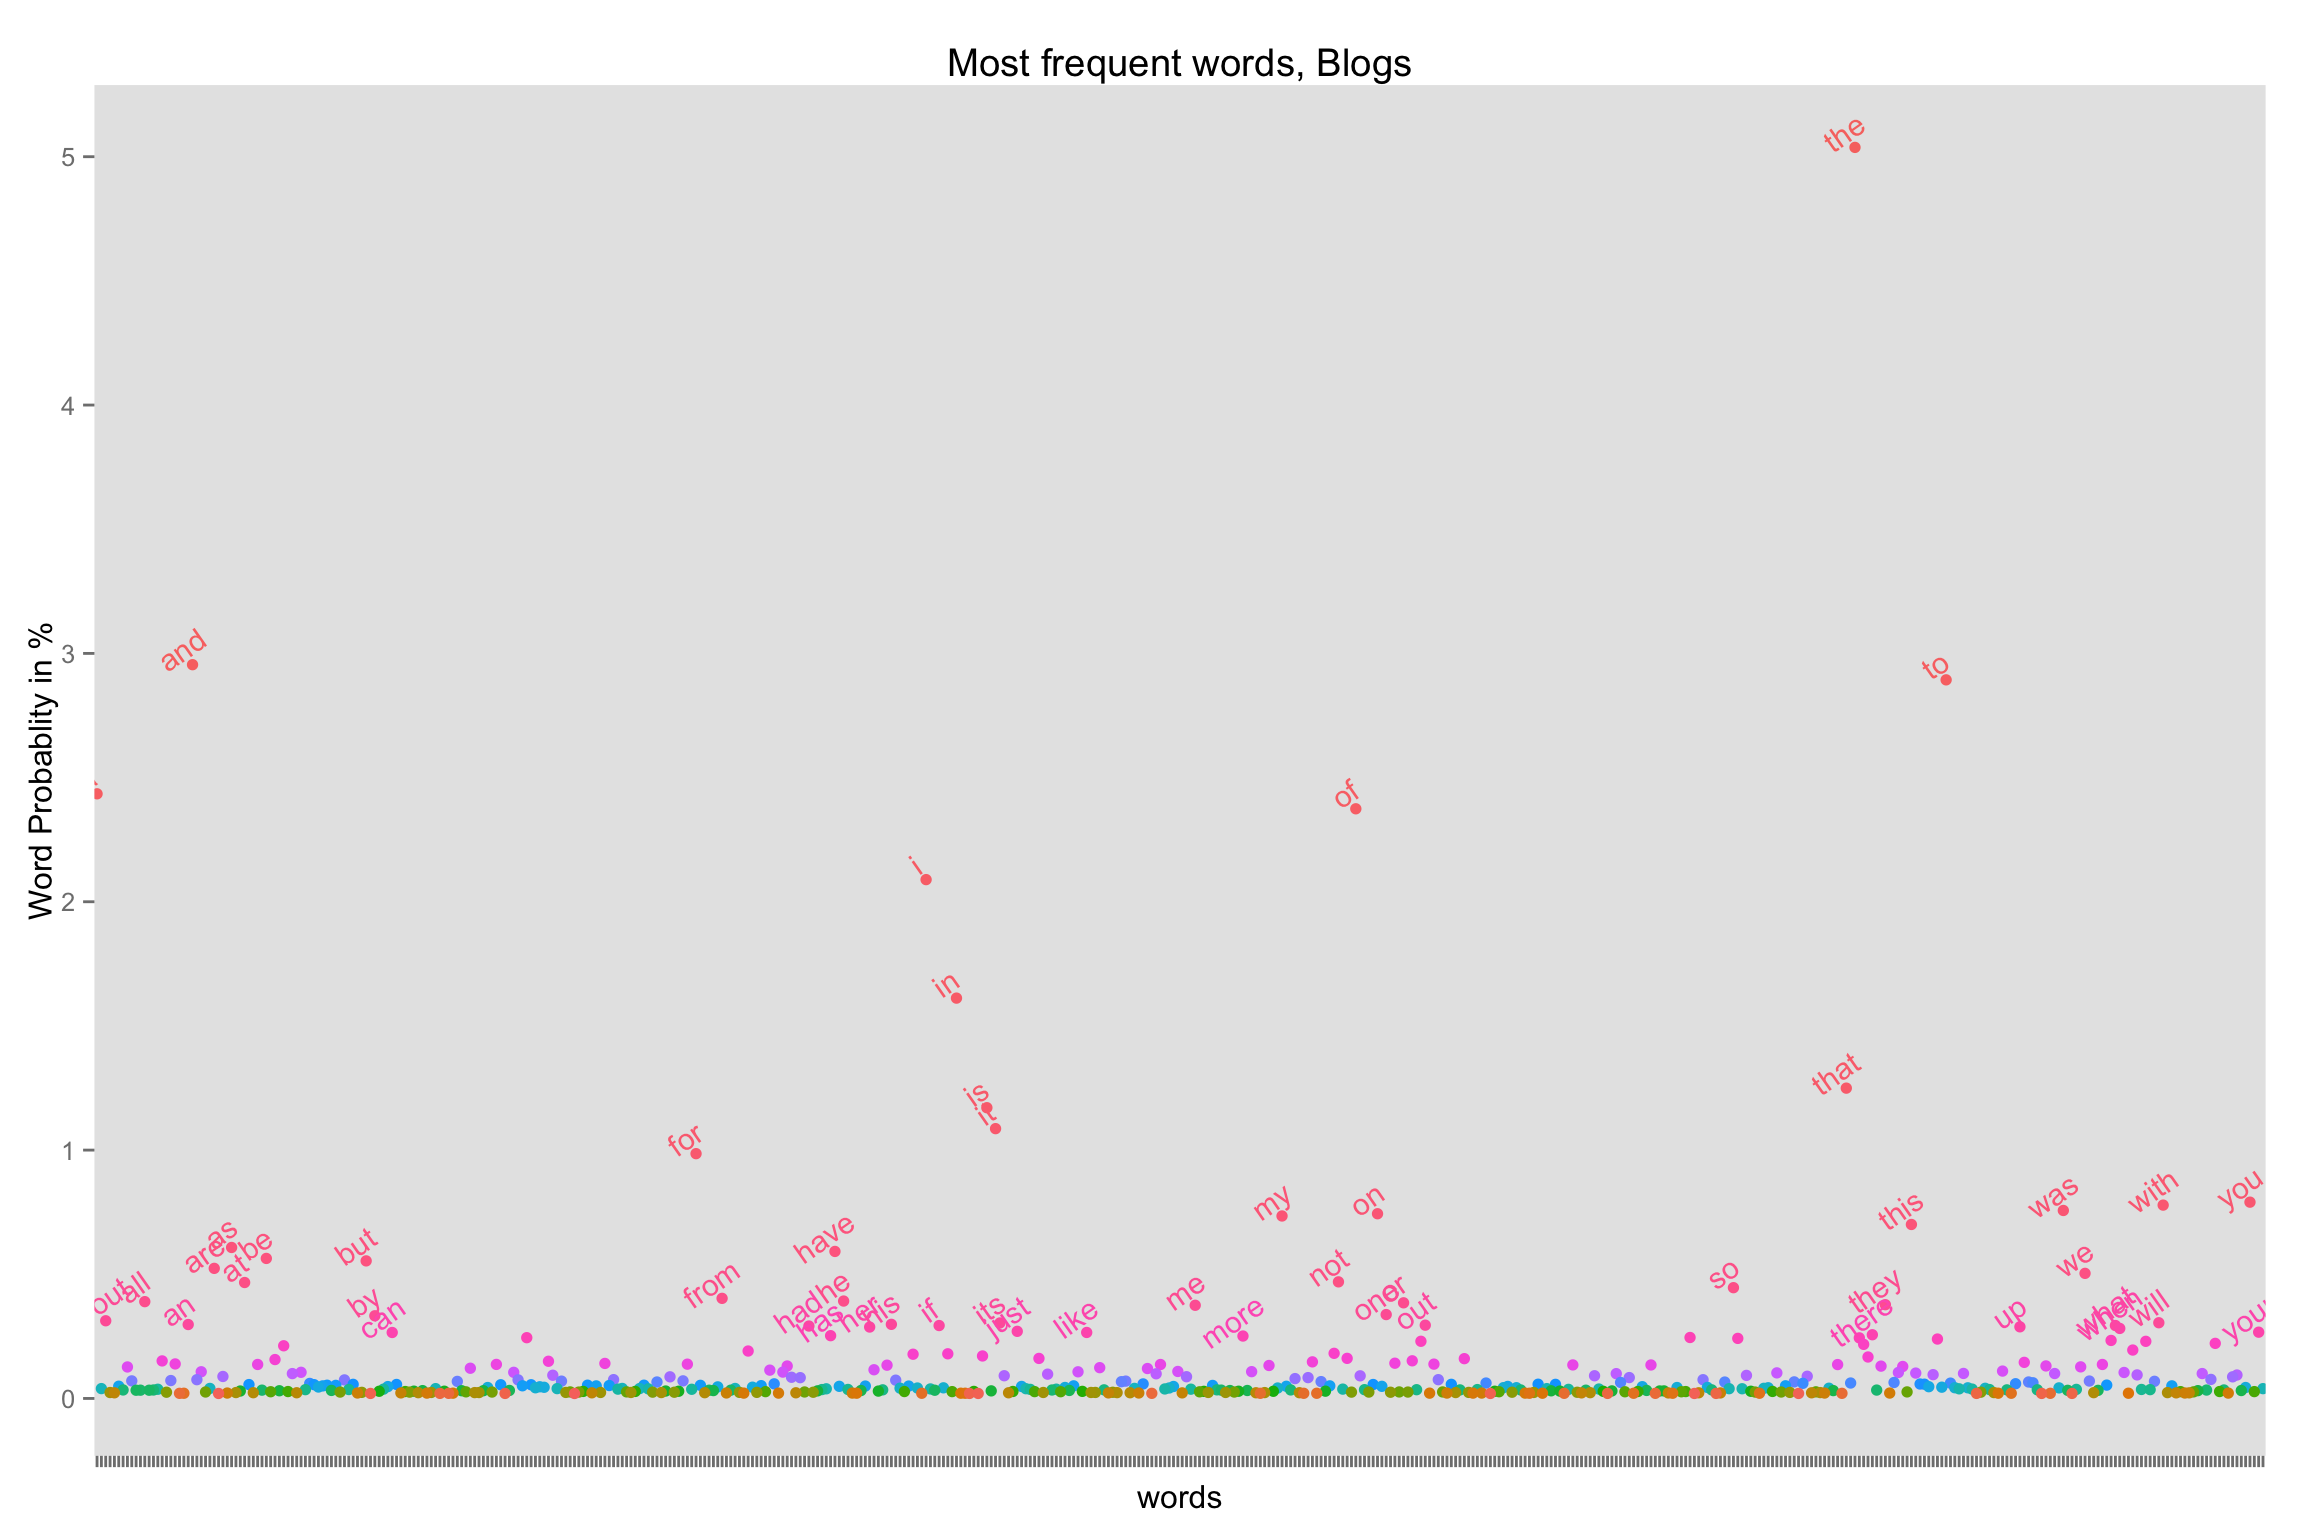 Most frequent words, Blogs
the
5
4
and
3
to
of
i
2
in
is
it
that
for
1
my
on
this
was
with
you
as
are
at
be
but
have
not
so
we
all
an
by
can
from
had
he
has
her
his
if
its
just
like
me
more
one
or
out
they
there
up
what
will
0
Word Probablity in %
words